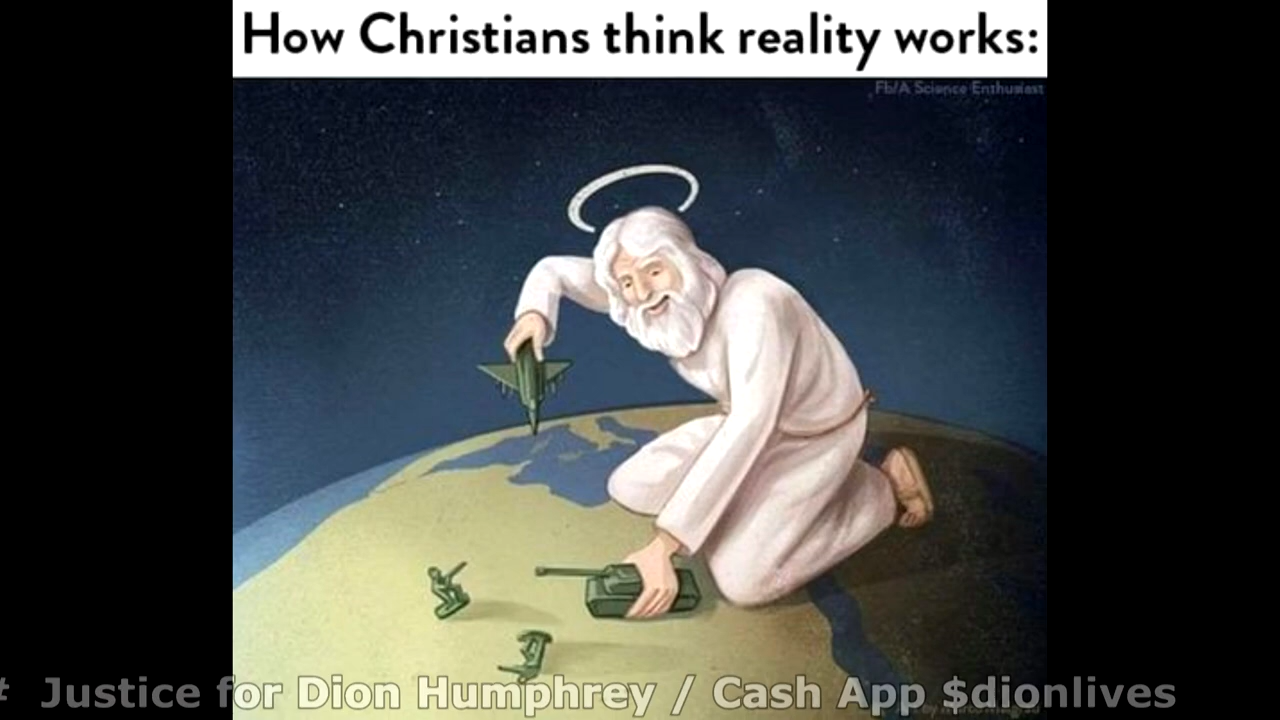 How Christians think reality works:
Fb/A Science Enthusiast
# Justice for Dion Humphrey / Cash App $dionlives